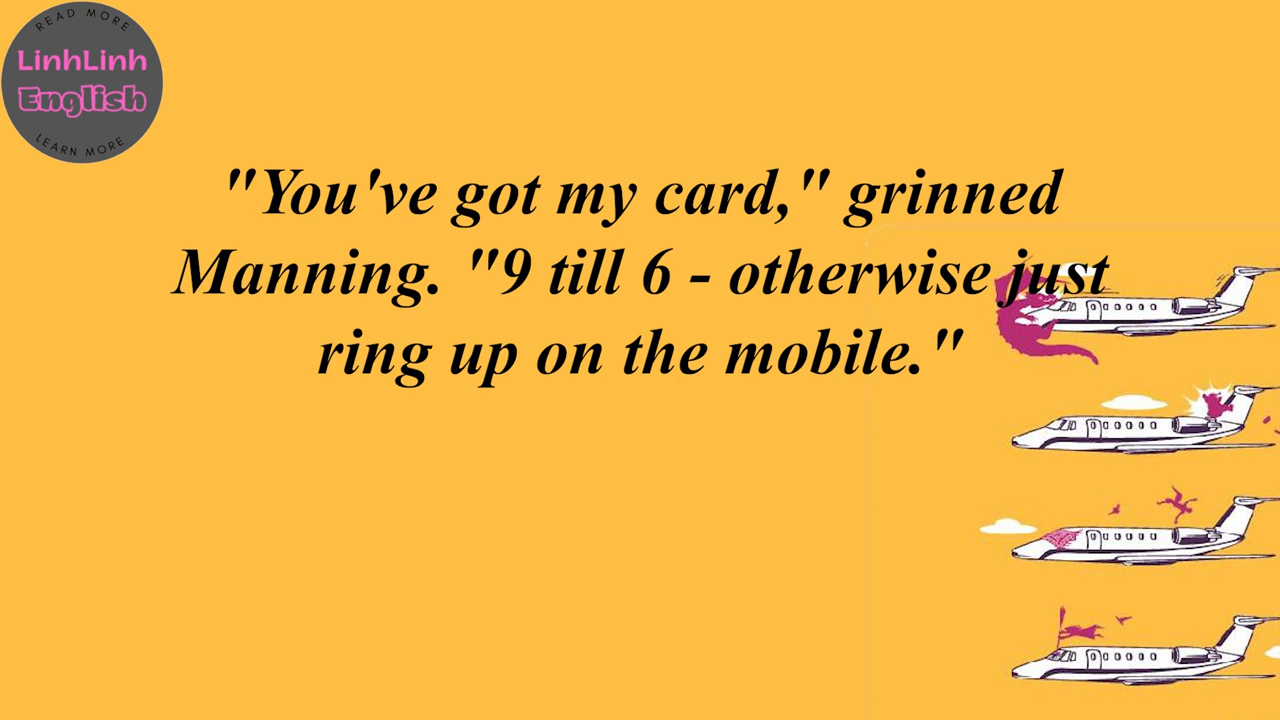 READ MORE
LinhLinh
English
LEARN MORE
"You've got my card," grinned
Manning. "9 till 6 - otherwise just
ring up on the mobile."